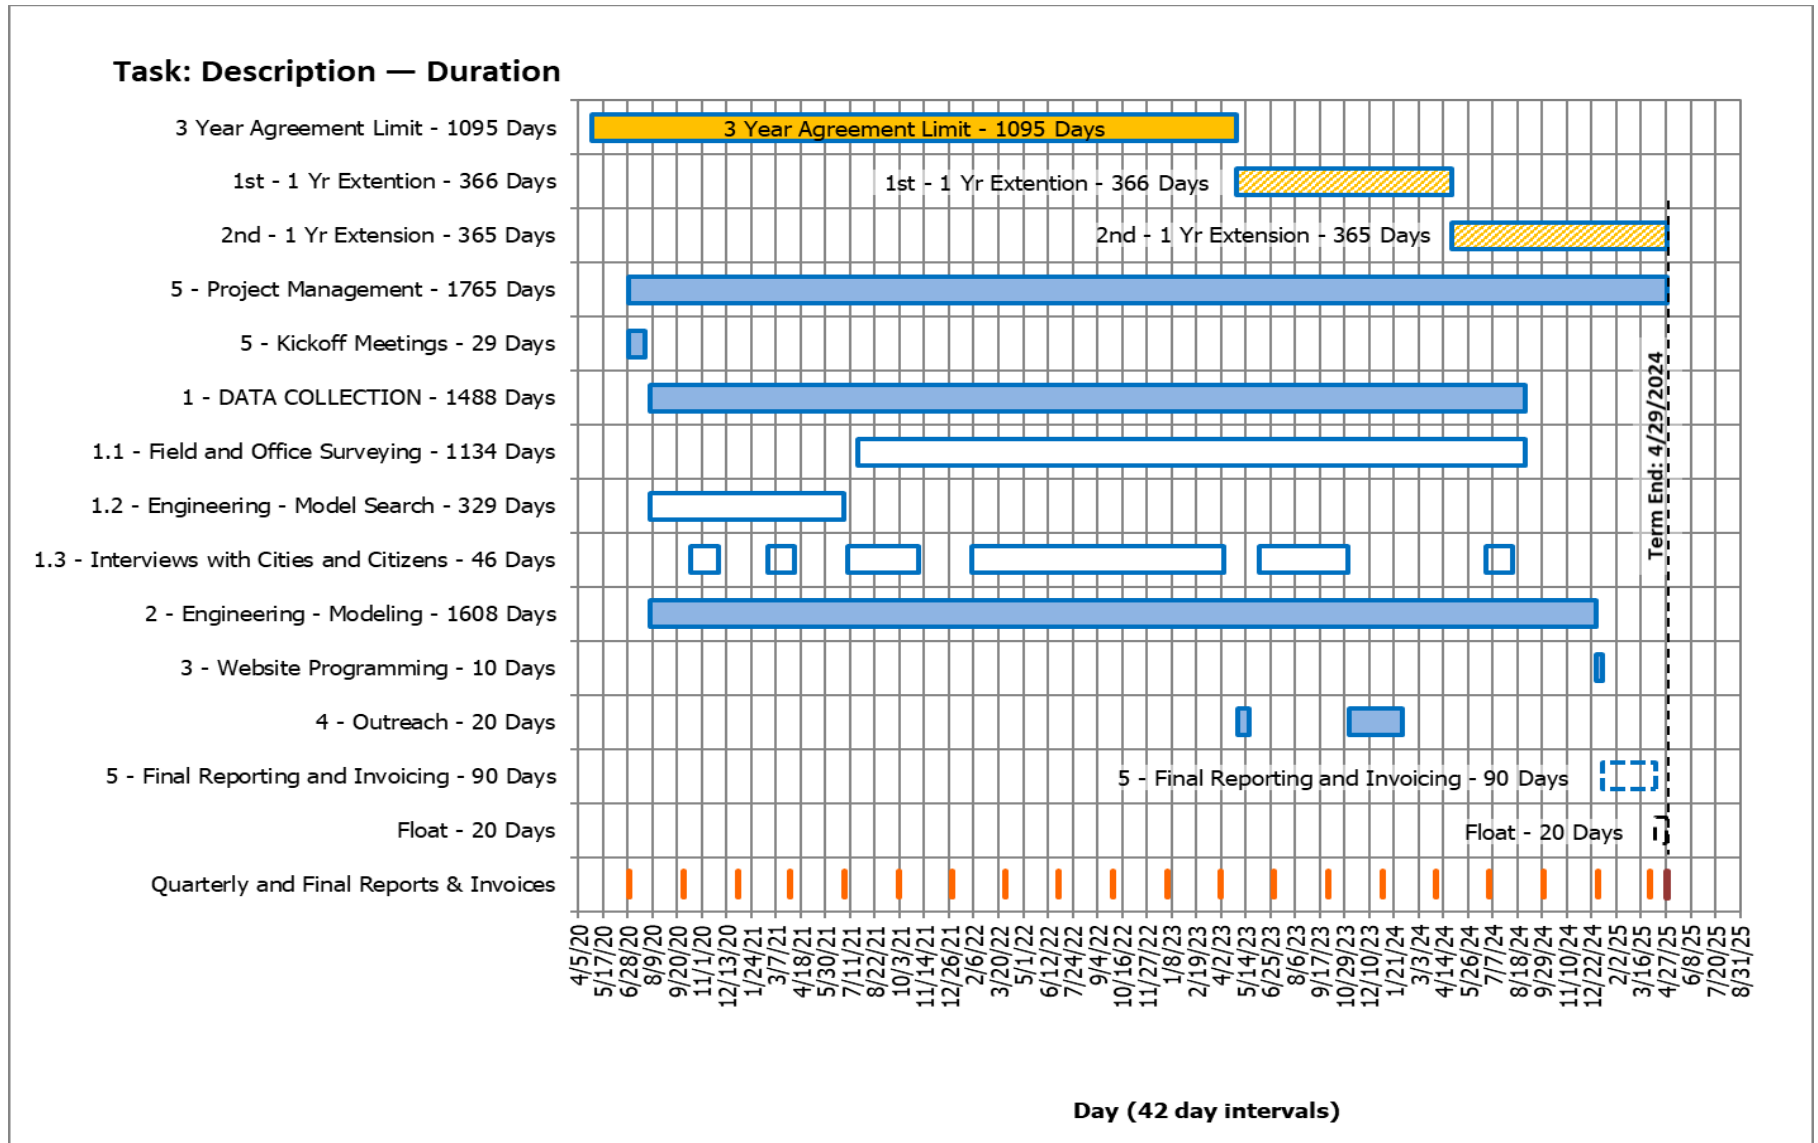 Task: Description — Duration
3 Year Agreement Limit - 1095 Days
3 Year Agreement Limit - 1095 Days
1st - 1 Yr Extention - 366 Days
1st - 1 Yr Extention - 366 Days
2nd - 1 Yr Extension - 365 Days
2nd - 1 Yr Extension - 365 Days
5 - Project Management - 1765 Days
5 - Kickoff Meetings - 29 Days
1 - DATA COLLECTION - 1488 Days
1.1 - Field and Office Surveying - 1134 Days
1.2 - Engineering - Model Search - 329 Days
1.3 - Interviews with Cities and Citizens - 46 Days
2 - Engineering - Modeling - 1608 Days
3 - Website Programming - 10 Days
4 - Outreach - 20 Days
5 - Final Reporting and Invoicing - 90 Days
5 - Final Reporting and Invoicing - 90 Days
Float - 20 Days
Float - 20 Days
Quarterly and Final Reports & Invoices
Term End: 4/29/2024
4/5/20
5/17/20
6/28/20
8/9/20
9/20/20
11/1/20
12/13/20
1/24/21
3/7/21
4/18/21
5/30/21
7/11/21
8/22/21
10/3/21
11/14/21
12/26/21
2/6/22
3/20/22
5/1/22
6/12/22
7/24/22
9/4/22
10/16/22
11/27/22
1/8/23
2/19/23
4/2/23
5/14/23
6/25/23
8/6/23
9/17/23
10/29/23
12/10/23
1/21/24
3/3/24
4/14/24
5/26/24
7/7/24
8/18/24
9/29/24
11/10/24
12/22/24
2/2/25
3/16/25
4/27/25
6/8/25
7/20/25
8/31/25
Day (42 day intervals)